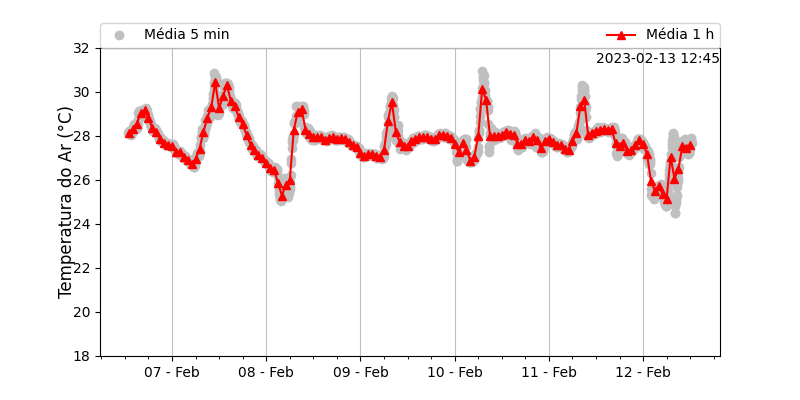 Média 5 min
Média 1 h
2023-02-13 12:45
Temperatura do Ar (°C)
32
30
28
26
24
22
20
18
07 - Feb
08 - Feb
09 - Feb
10 - Feb
11 - Feb
12 - Feb